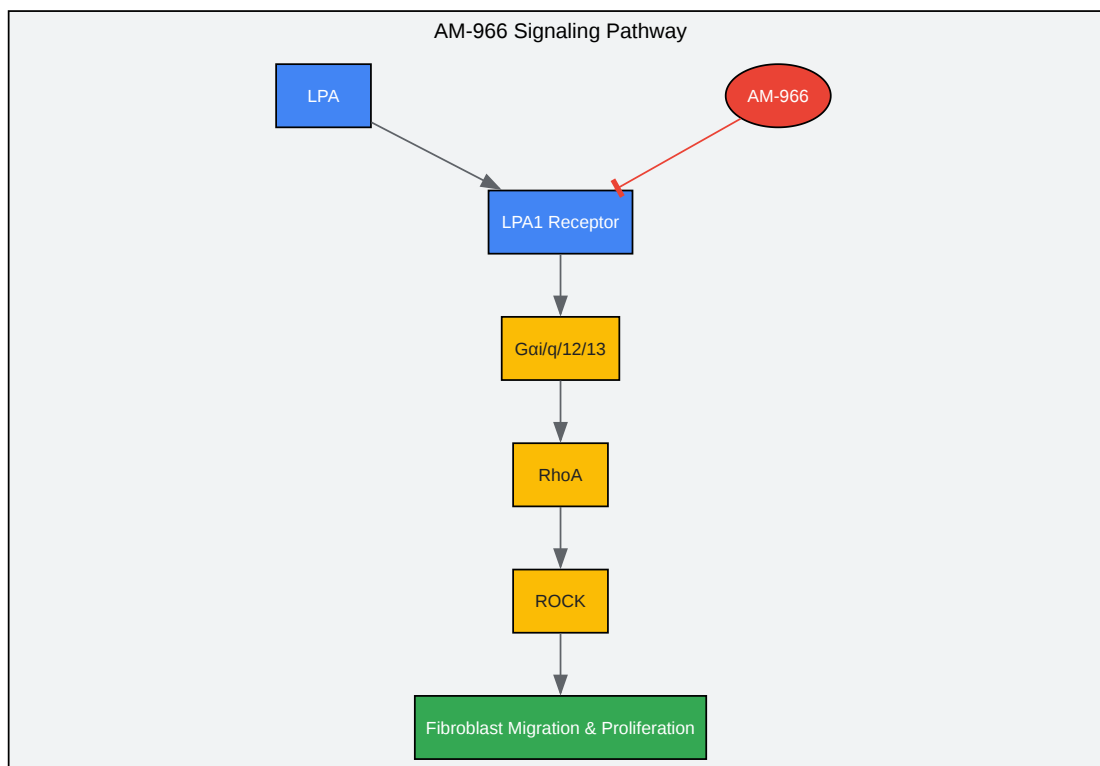 AM-966 Signaling Pathway
LPA
AM-966
LPA1 Receptor
Gαi/q/12/13
RhoA
ROCK
Fibroblast Migration & Proliferation